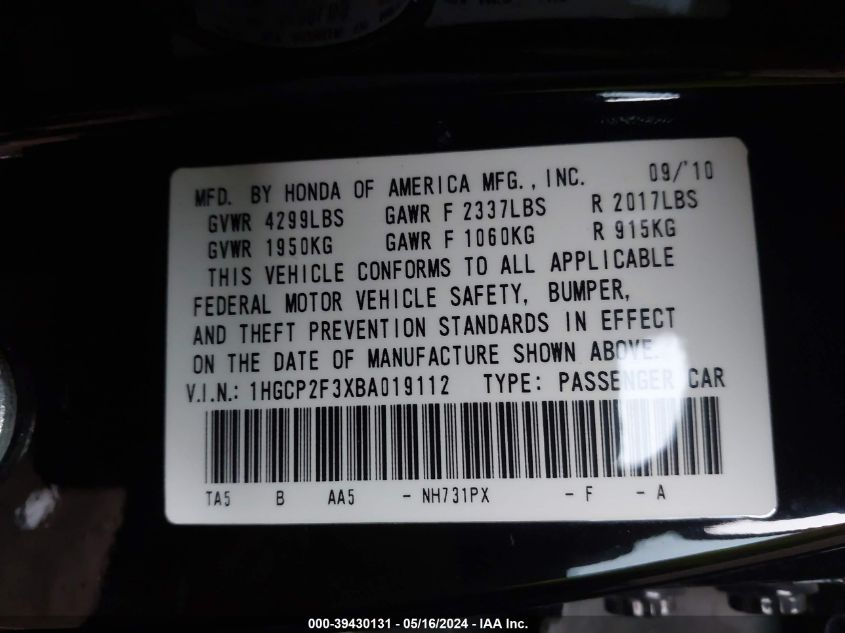 MFD. BY HONDA OF AMERICA MFG., INC. 09/'10
GVWR 4299LBS GAWR F 2337LBS R 2017LBS
GVWR 1950KG GAWR F 1060KG R 915KG
THIS VEHICLE CONFORMS TO ALL APPLICABLE
FEDERAL MOTOR VEHICLE SAFETY, BUMPER,
AND THEFT PREVENTION STANDARDS IN EFFECT
ON THE DATE OF MANUFACTURE SHOWN ABOVE.
V.I.N.: 1HGCP2F3XBA019112 TYPE: PASSENGER CAR
TA5 B AA5 - NH731PX - F - A
000-39430131 - 05/16/2024 - IAA Inc.